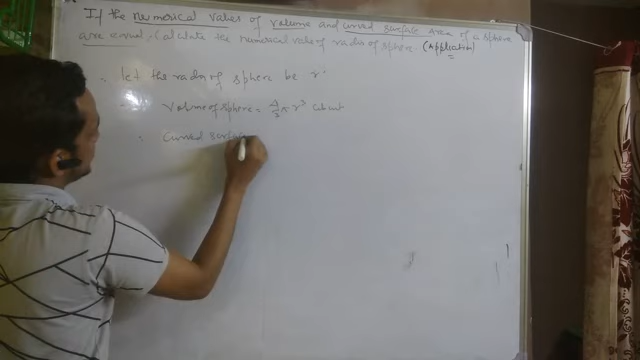 If the numerical values of volume and curved surface area of a sphere
are equal. Calculate the numerical value of radius of sphere. (Application)
Let the radius of sphere be r
Volume of sphere = 4/3 π r³ cu unit
Curved surface